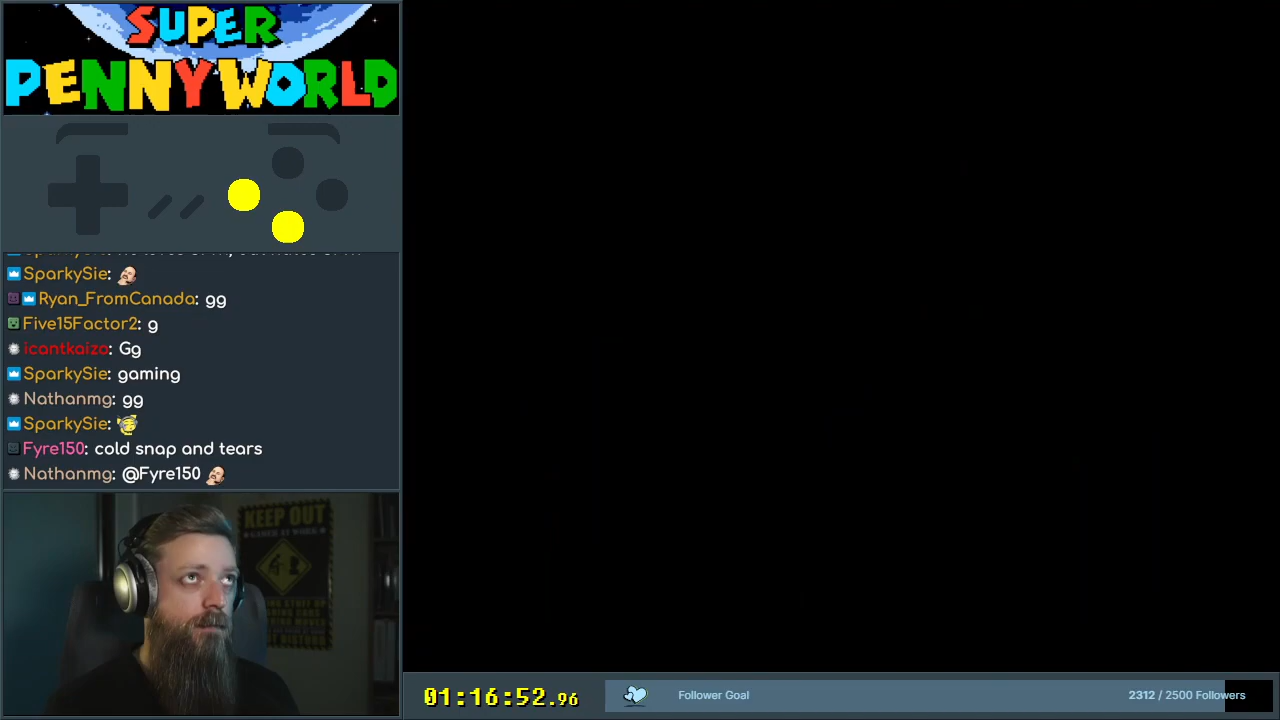 SUPER
PENNY WORLD
SparkySie:
Ryan_FromCanada: gg
Five15Factor2: g
icantkaizo: Gg
SparkySie: gaming
Nathanmg: gg
SparkySie:
Fyre150: cold snap and tears
Nathanmg: @Fyre150
KEEP OUT
01:16:52.96
Follower Goal
2312 / 2500 Followers